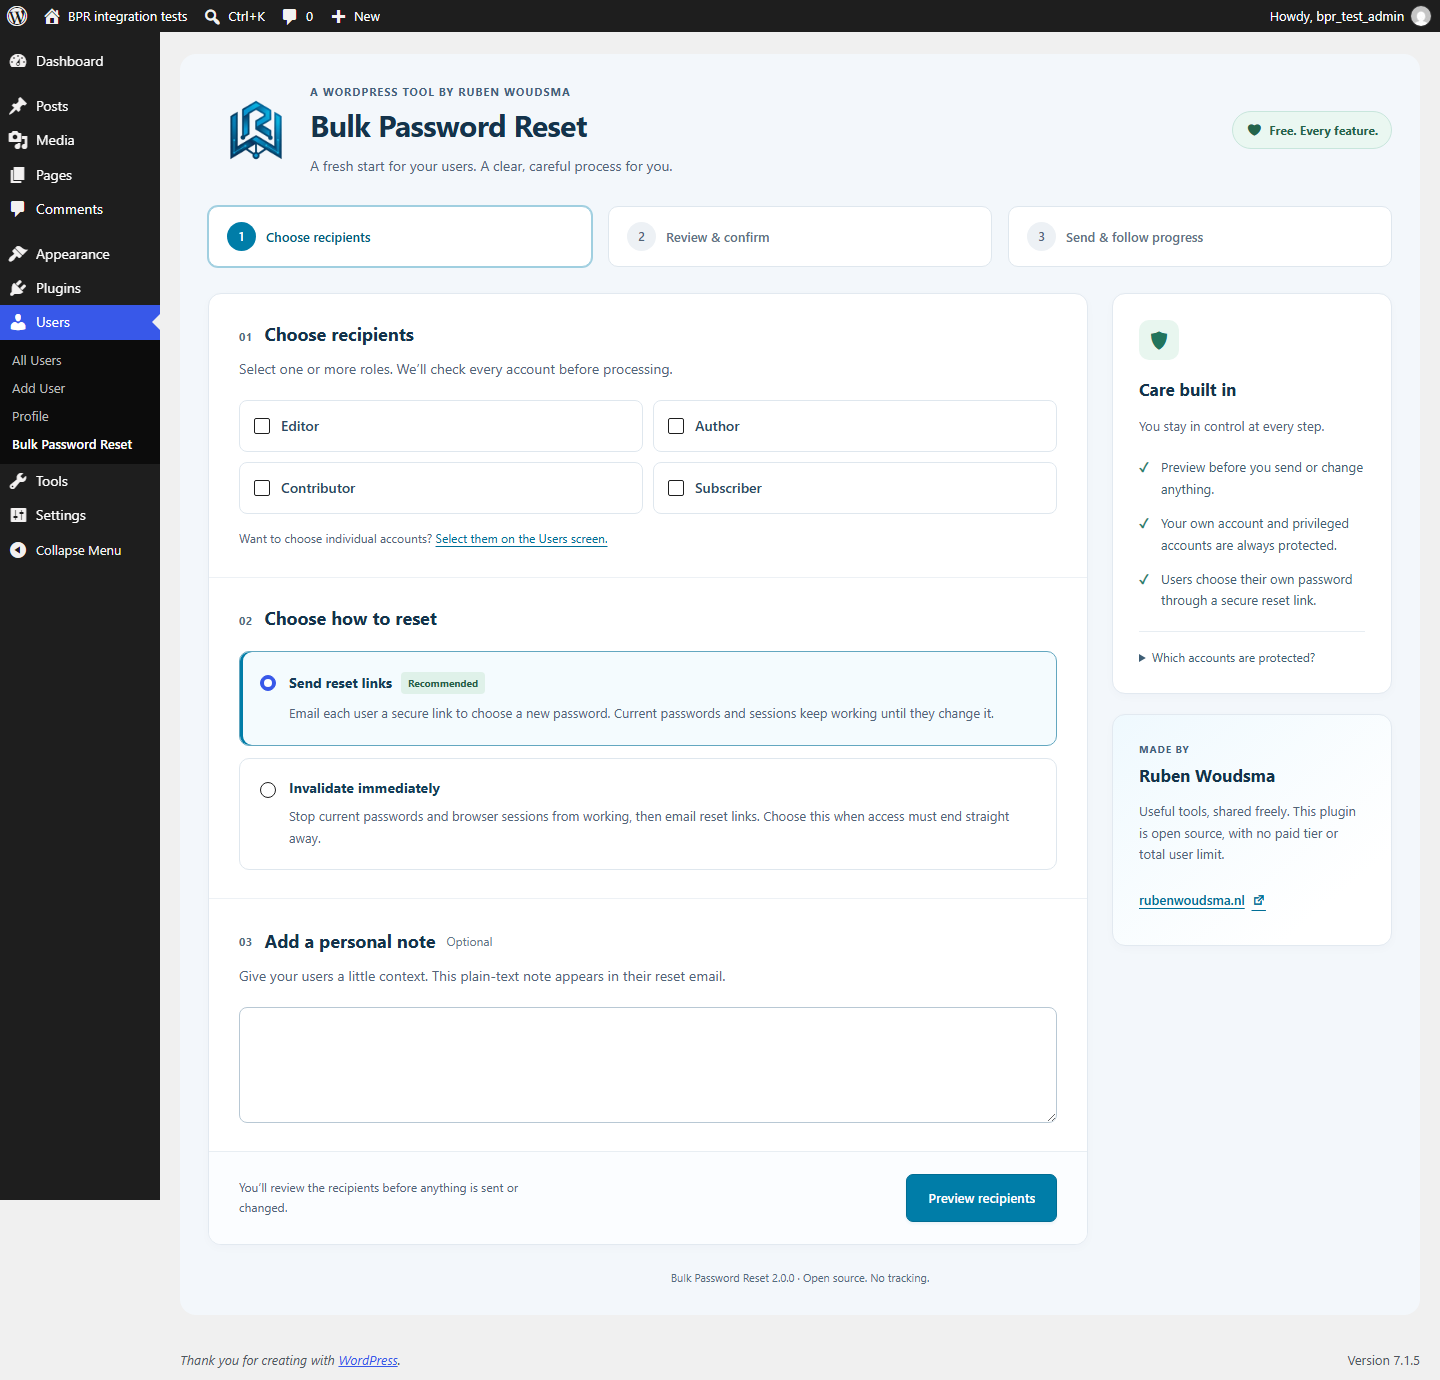 BPR integration tests
Ctrl+K
0
New
Howdy, bpr_test_admin
Dashboard
Posts
Media
Pages
Comments
Appearance
Plugins
Users
All Users
Add User
Profile
Bulk Password Reset
Tools
Settings
Collapse Menu
A WORDPRESS TOOL BY RUBEN WOUDSMA
Bulk Password Reset
A fresh start for your users. A clear, careful process for you.
Free. Every feature.
1 Choose recipients
2 Review & confirm
3 Send & follow progress
01 Choose recipients
Select one or more roles. We’ll check every account before processing.
Editor
Author
Contributor
Subscriber
Want to choose individual accounts? Select them on the Users screen.
02 Choose how to reset
Send reset links Recommended
Email each user a secure link to choose a new password. Current passwords and sessions keep working until they change it.
Invalidate immediately
Stop current passwords and browser sessions from working, then email reset links. Choose this when access must end straight
away.
03 Add a personal note Optional
Give your users a little context. This plain-text note appears in their reset email.
You’ll review the recipients before anything is sent or
changed.
Preview recipients
Care built in
You stay in control at every step.
✓ Preview before you send or change
anything.
✓ Your own account and privileged
accounts are always protected.
✓ Users choose their own password
through a secure reset link.
Which accounts are protected?
MADE BY
Ruben Woudsma
Useful tools, shared freely. This plugin
is open source, with no paid tier or
total user limit.
rubenwoudsma.nl
Bulk Password Reset 2.0.0 · Open source. No tracking.
Thank you for creating with WordPress.
Version 7.1.5